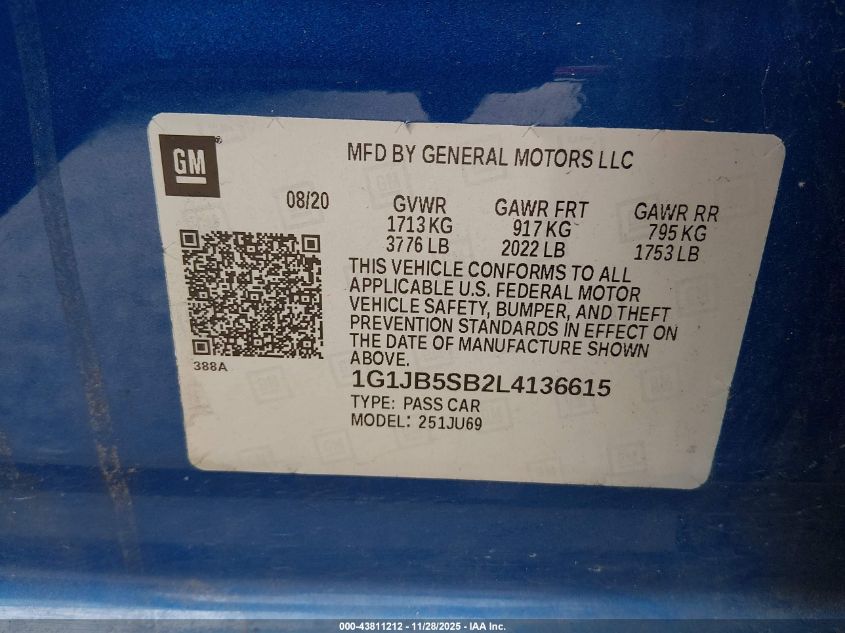 GM
MFD BY GENERAL MOTORS LLC
08/20
GVWR
1713 KG
3776 LB
GAWR FRT
917 KG
2022 LB
GAWR RR
795 KG
1753 LB
THIS VEHICLE CONFORMS TO ALL
APPLICABLE U.S. FEDERAL MOTOR
VEHICLE SAFETY, BUMPER, AND THEFT
PREVENTION STANDARDS IN EFFECT ON
THE DATE OF MANUFACTURE SHOWN
ABOVE.
388A
1G1JB5SB2L4136615
TYPE: PASS CAR
MODEL: 251JU69
000-43811212 - 11/28/2025 - IAA Inc.